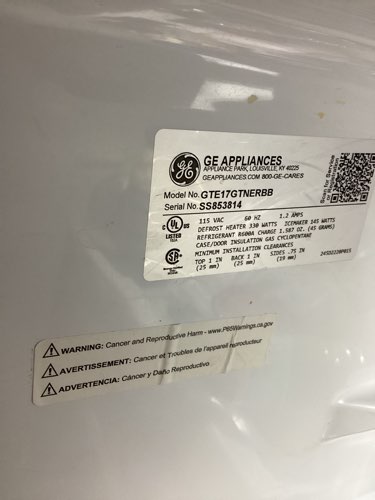 GE APPLIANCES
APPLIANCE PARK, LOUISVILLE, KY 40225
GEAPPLIANCES.COM 800-GE-CARES
Model No. GTE17GTNERBB
Serial No. SS853814
115 VAC 60 HZ 1.2 AMPS
DEFROST HEATER 330 WATTS ICEMAKER 145 WATTS
REFRIGERANT R600A CHARGE 1.587 OZ. (45 GRAMS)
CASE/DOOR INSULATION GAS CYCLOPENTANE
MINIMUM INSTALLATION CLEARANCES
TOP 1 IN BACK 1 IN SIDES .75 IN
(25 mm) (25 mm) (19 mm)
C UL US
LISTED
WARNING: Cancer and Reproductive Harm - www.P65Warnings.ca.gov
AVERTISSEMENT: Cancer et Troubles de l'appareil reproducteur
ADVERTENCIA: Cáncer y Daño Reproductivo